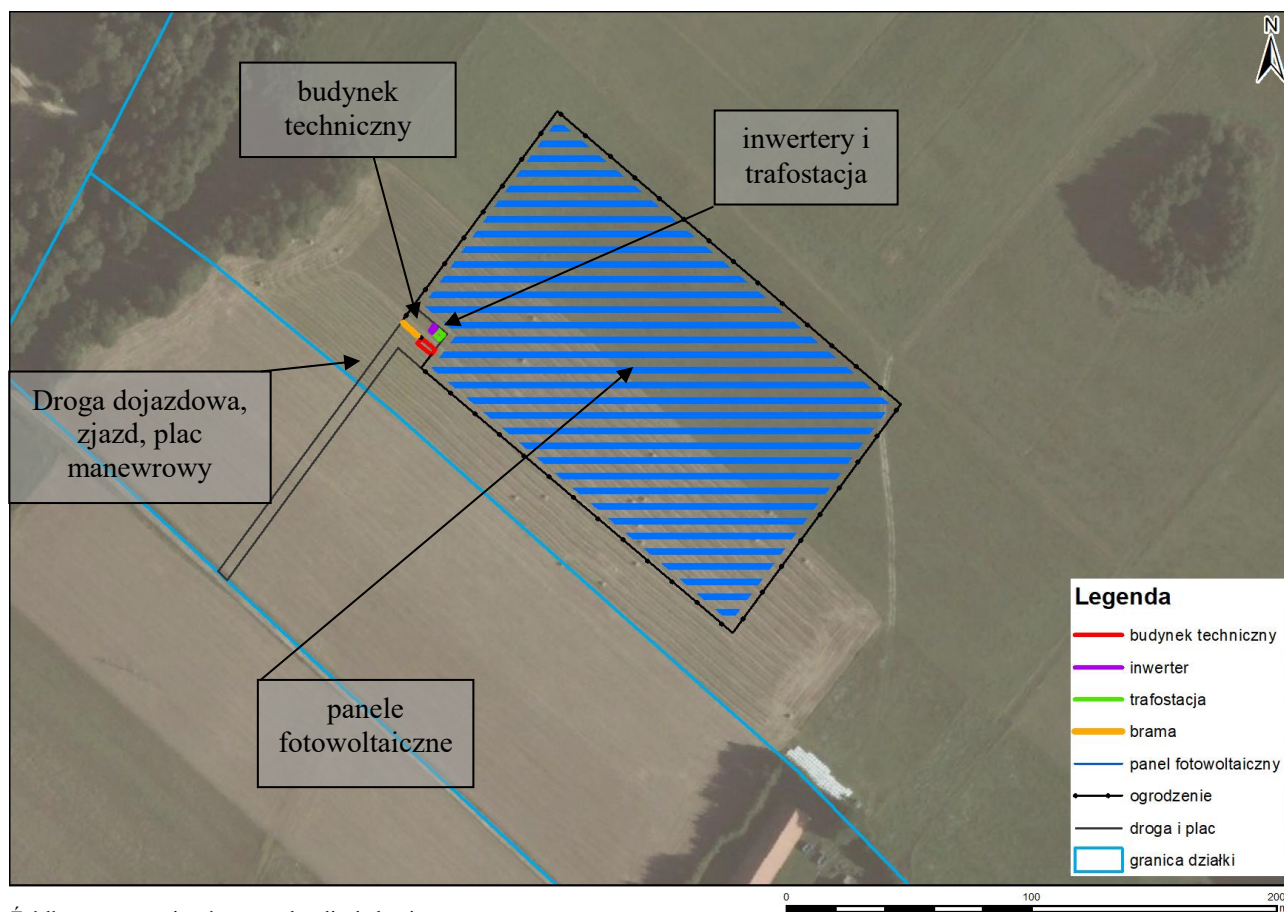 N
budynek
techniczny
inwertery i
trafostacja
Droga dojazdowa,
zjazd, plac
manewrowy
panele
fotowoltaiczne
Legenda
budynek techniczny
inwerter
trafostacja
brama
panel fotowoltaiczny
ogrodzenie
droga i plac
granica działki
0 100 200